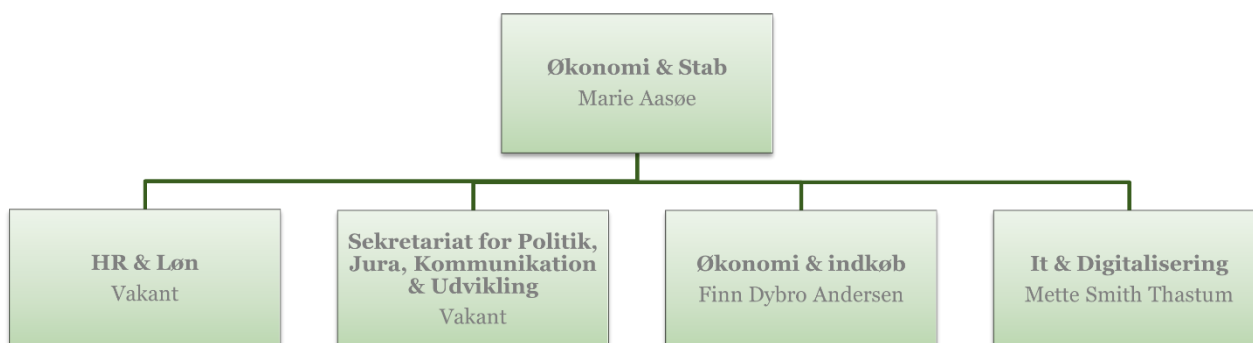 Økonomi & Stab
Marie Aasøe
HR & Løn
Vakant
Sekretariat for Politik,
Jura, Kommunikation
& Udvikling
Vakant
Økonomi & indkøb
Finn Dybro Andersen
It & Digitalisering
Mette Smith Thastum